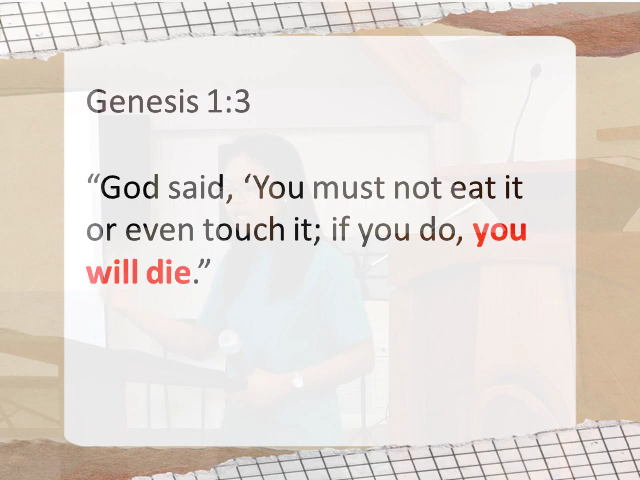 Genesis 1:3
“God said, ‘You must not eat it
or even touch it; if you do, you
will die.”